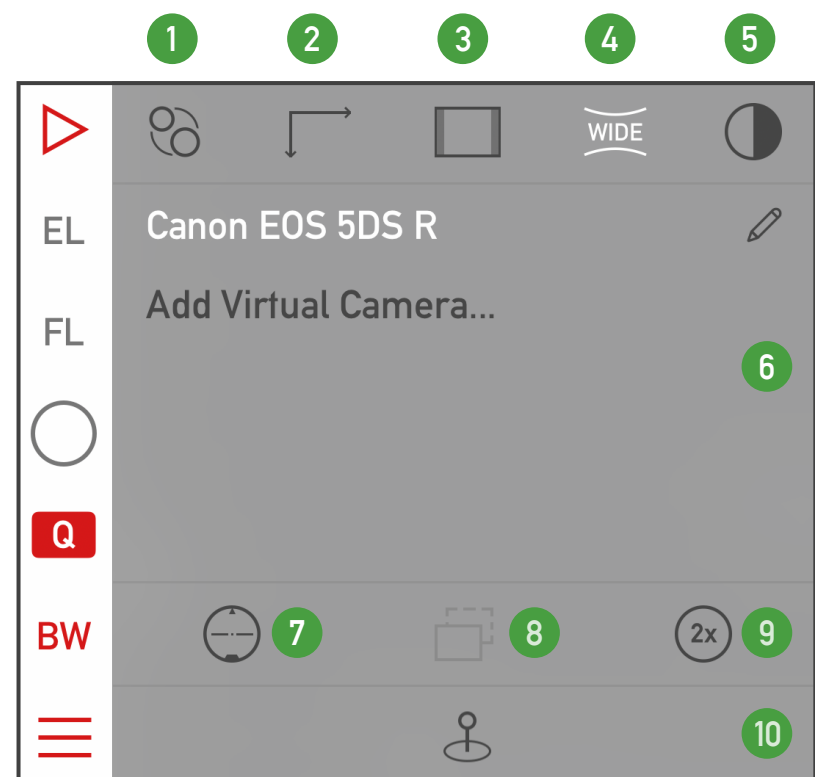 1 2 3 4 5
WIDE
EL
Canon EOS 5DS R
Add Virtual Camera...
FL
6
Q
BW
7
8
2x
9
10